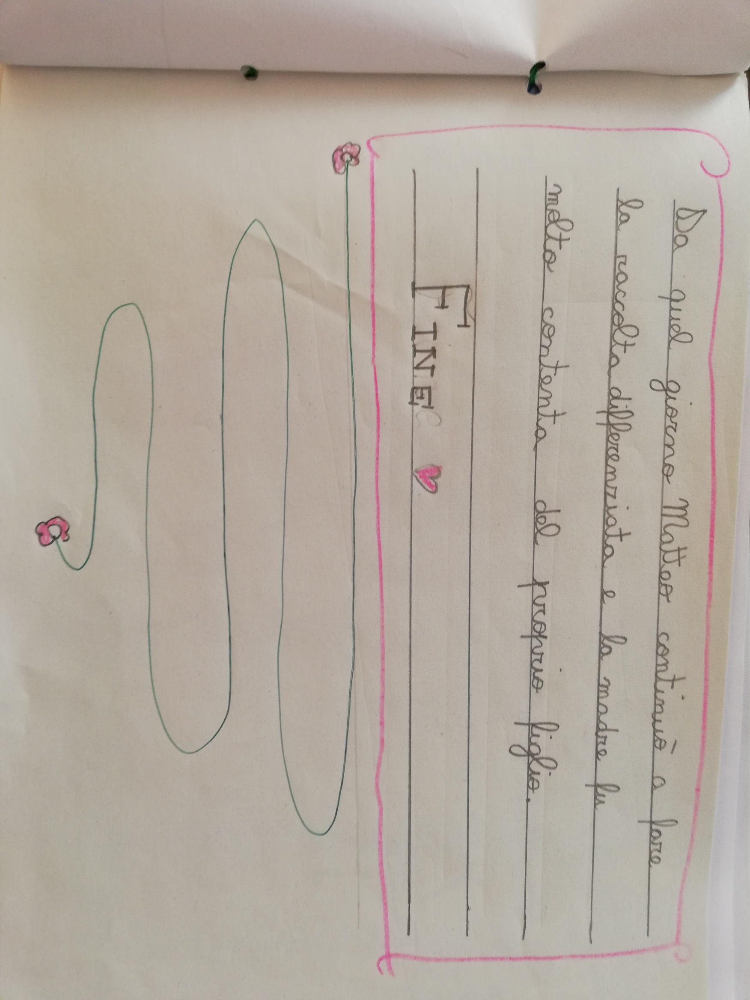 Da quel giorno Matteo continuò a fare
la raccolta differenziata e la madre fu
molto contenta del proprio figlio.
FINE